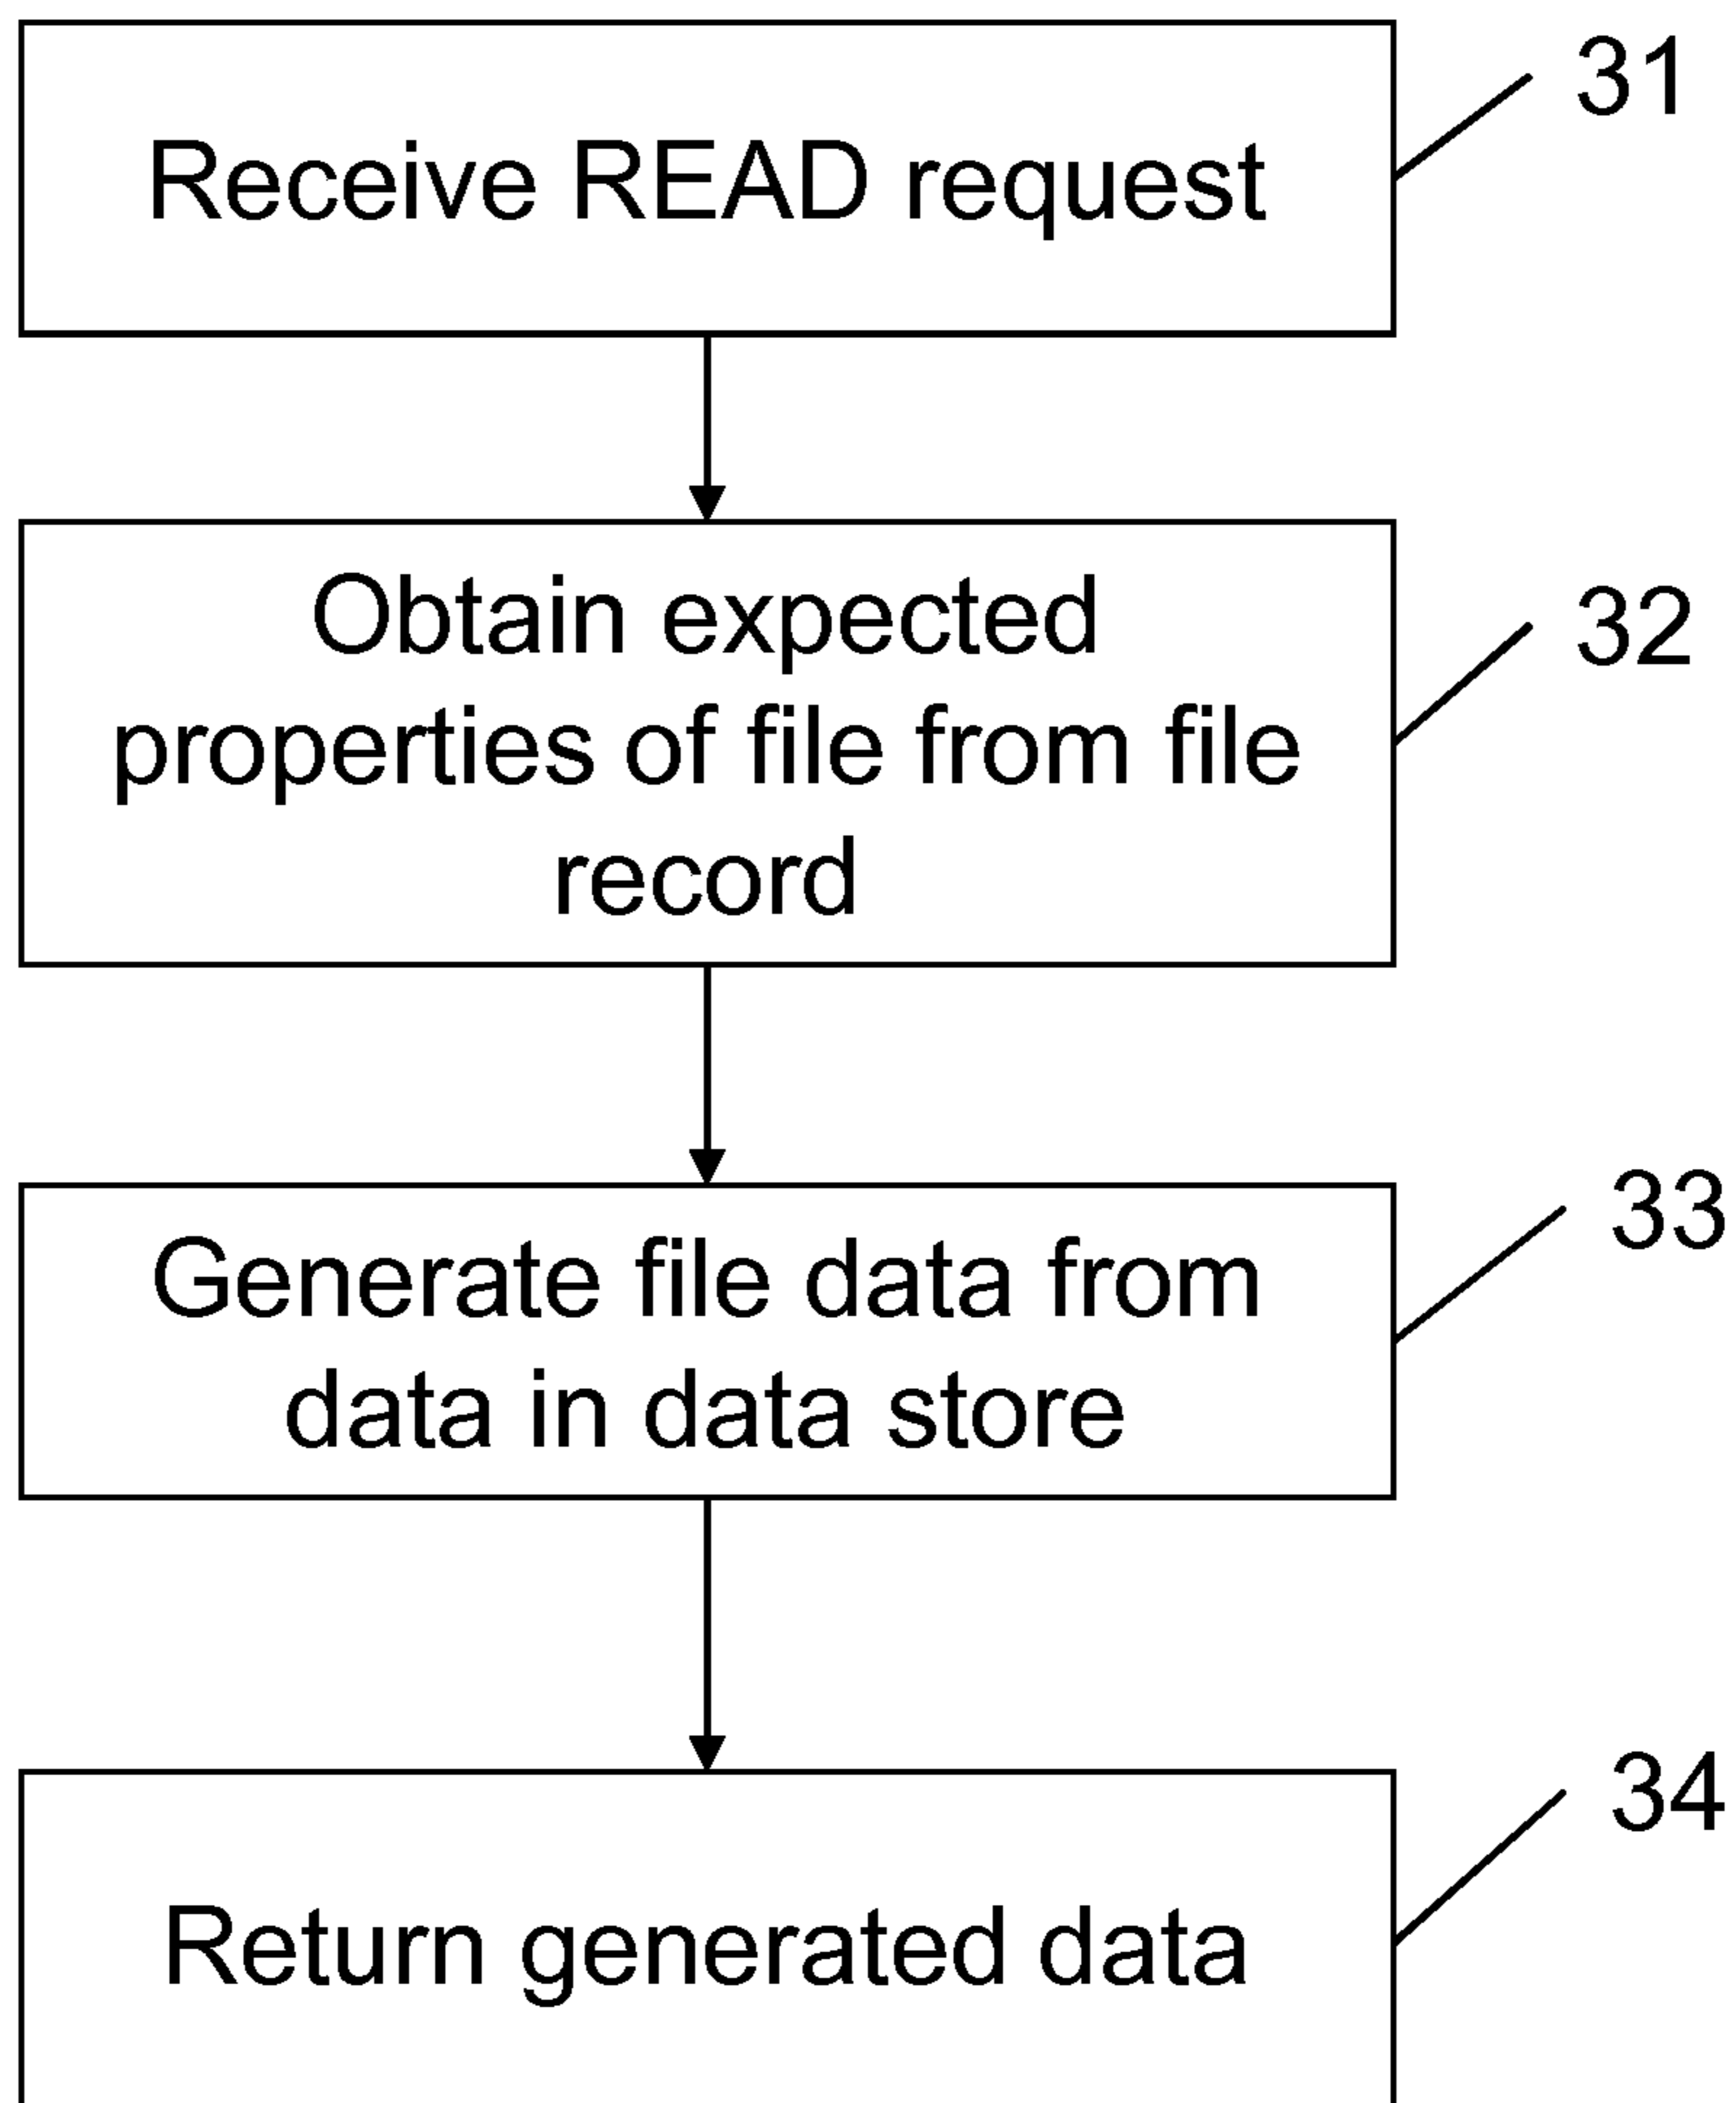 Receive READ request
31
Obtain expected
properties of file from file
record
32
Generate file data from
data in data store
33
Return generated data
34